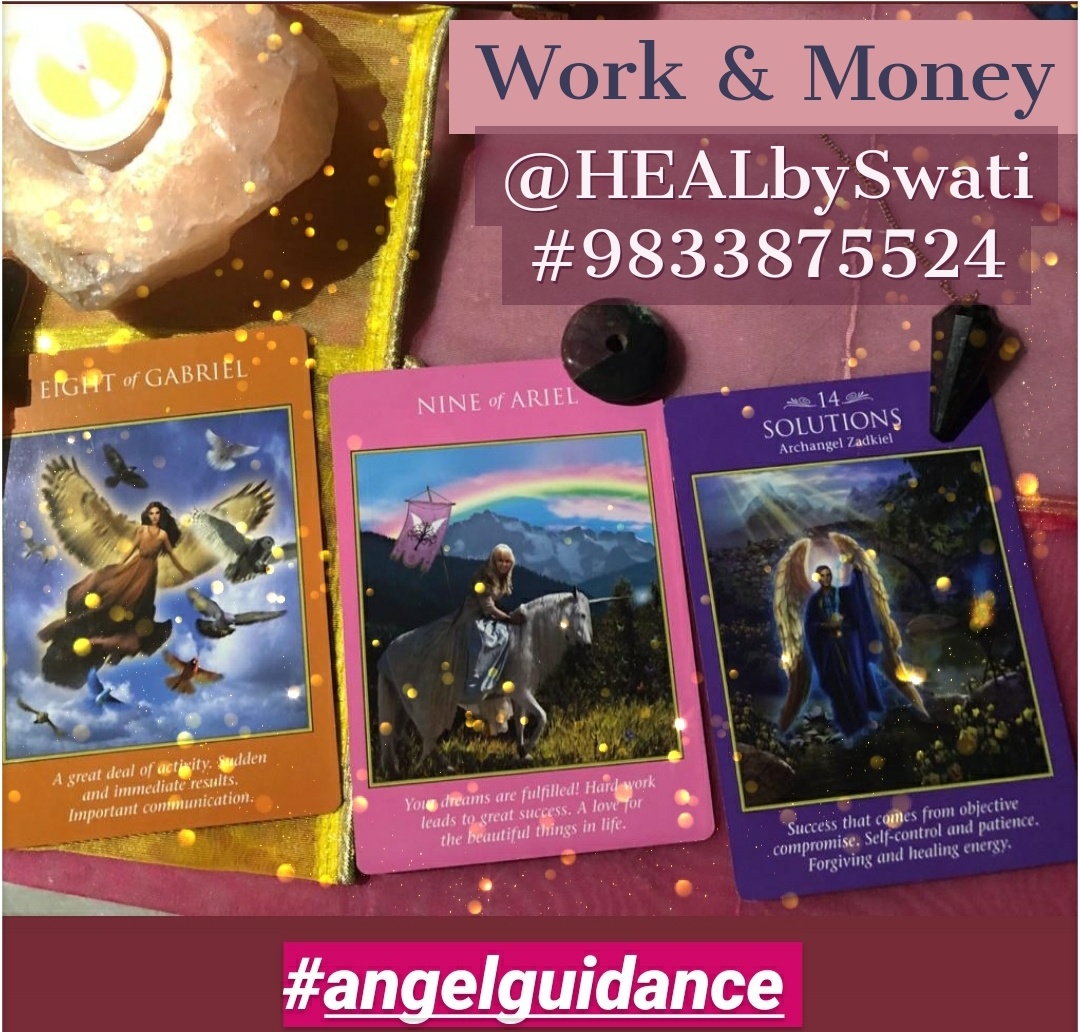 Work & Money
@HEALbySwati
#9833875524
EIGHT of GABRIEL
A great deal of activity. Sudden
and immediate results.
Important communication.
NINE of ARIEL
Your dreams are fulfilled! Hard work
leads to great success. A love for
the beautiful things in life.
14
SOLUTIONS
Archangel Zadkiel
Success that comes from objective
compromise. Self-control and patience.
Forgiving and healing energy.
#angelguidance